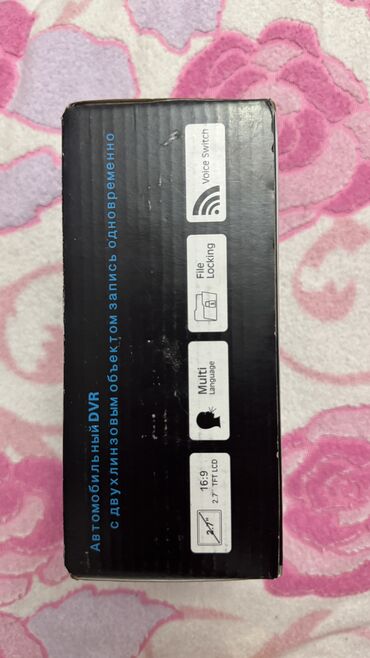 Автомобильный DVR
с двухлинзовым объектом запись одновременно
2.7"
16:9
2.7" TFT LCD
Multi
Language
File
Locking
Voice Switch